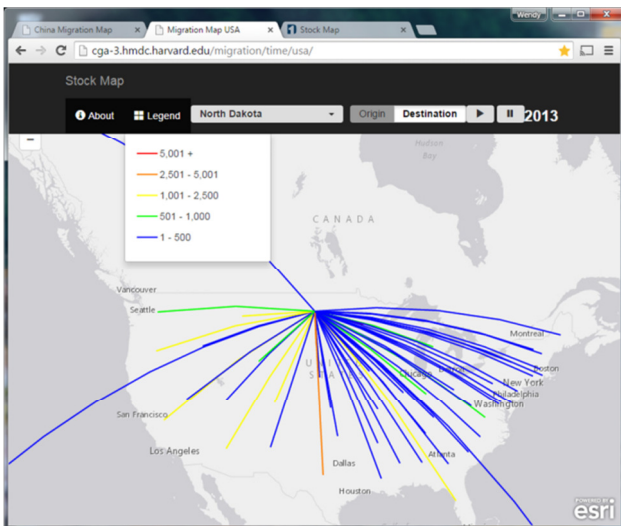 Wendy
China Migration Map
Migration Map USA
Stock Map
cga-3.hmdc.harvard.edu/migration/time/usa/
Stock Map
About
Legend
North Dakota
Origin
Destination
2013
5,001 +
2,501 - 5,001
1,001 - 2,500
501 - 1,000
1 - 500
Hudson
Bay
CANADA
Vancouver
Seattle
Montreal
Chicago
Detroit
Boston
New York
Philadelphia
Washington
San Francisco
Los Angeles
Atlanta
Dallas
Houston
POWERED BY
esri